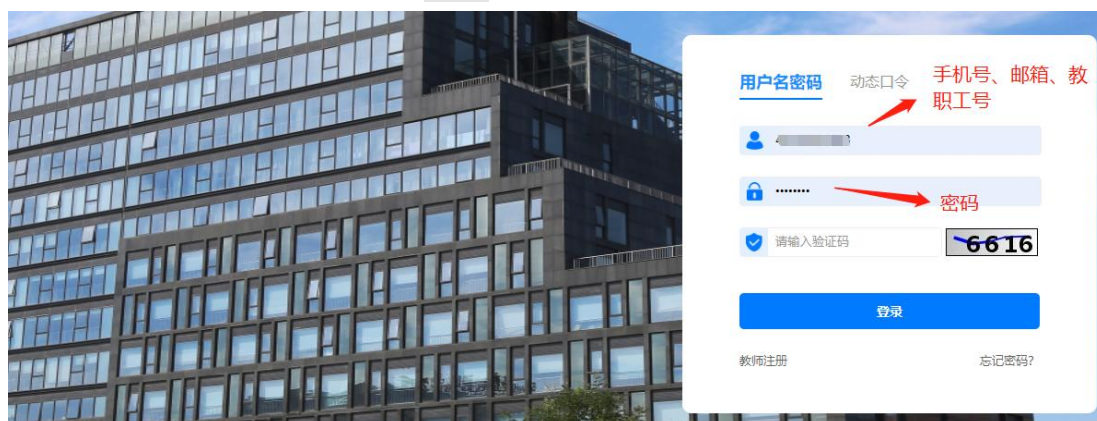 用户名密码
动态口令
手机号、邮箱、教
职工号
密码
请输入验证码
6616
登录
教师注册
忘记密码?